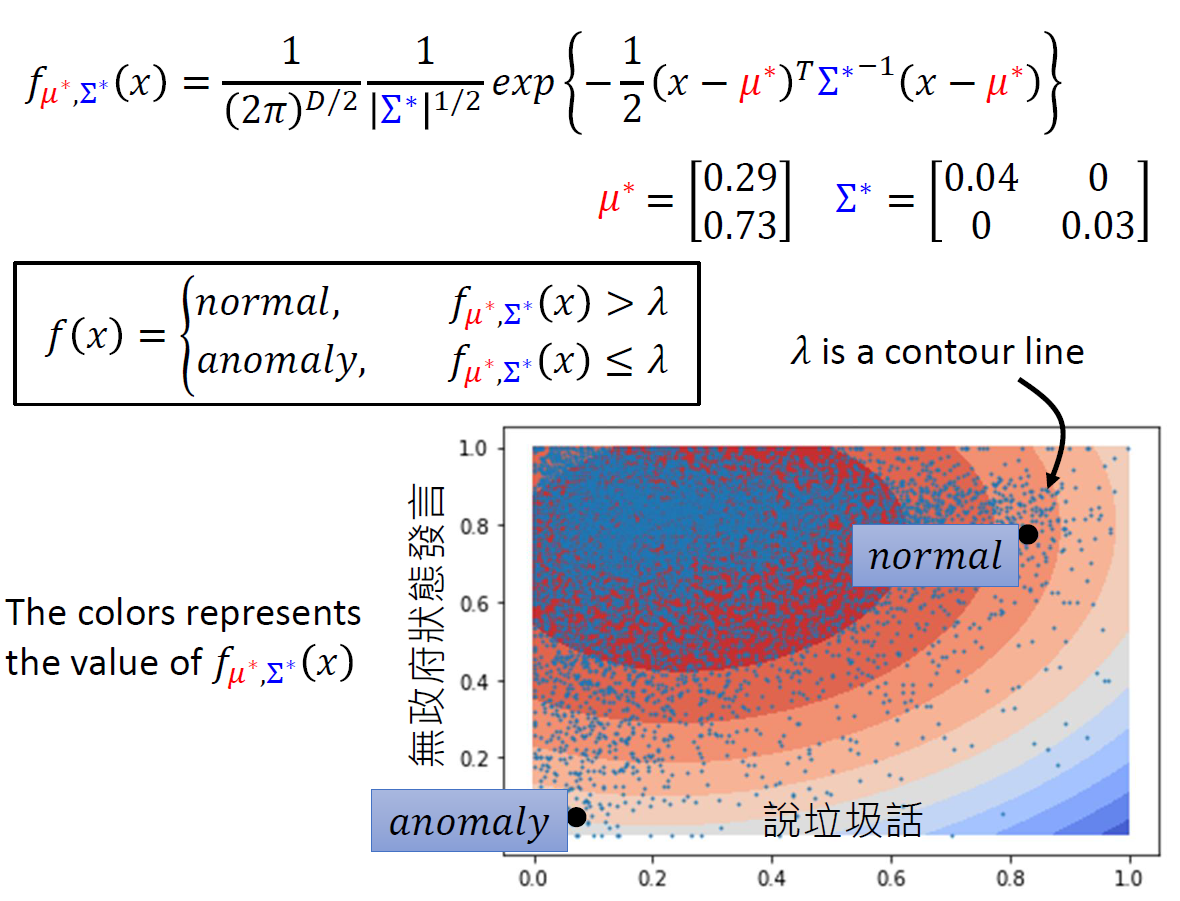 f_{μ*,Σ*}(x) = \frac{1}{(2π)^{D/2}} \frac{1}{|Σ*|^{1/2}} exp{−\frac{1}{2}(x − μ*)^T Σ*^{−1}(x − μ*)}
μ* = [0.29 0.73] Σ* = [0.04 0 0 0.03]
f(x) = { normal, f_{μ*,Σ*}(x) > λ
anomaly, f_{μ*,Σ*}(x) ≤ λ
λ is a contour line
The colors represents
the value of f_{μ*,Σ*}(x)
無政府狀態發言
1.0
0.8
0.6
0.4
0.2
normal
anomaly
說垃圾話
0.0 0.2 0.4 0.6 0.8 1.0